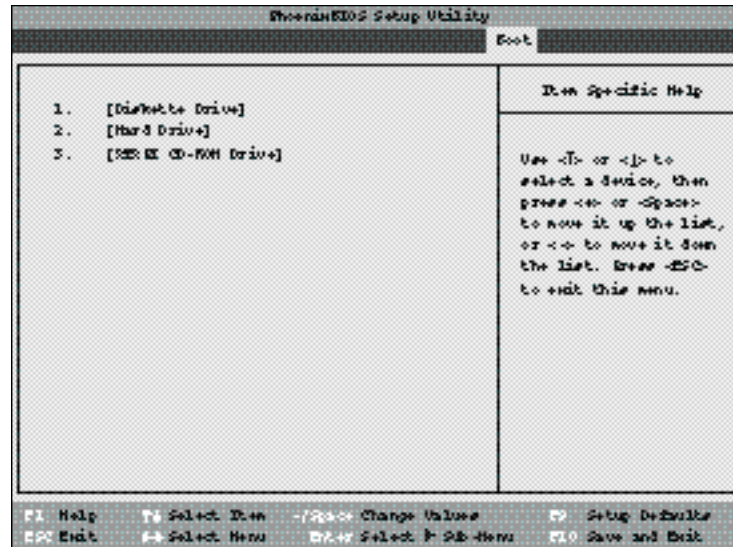 PhoenixBIOS Setup Utility
Boot
1. [Diskette Drive]
2. [Hard Drive]
3. CD-ROM Drive]
Item Specific Help
Use <↑> or <↓> to
select a device, then
press <+> or <Space>
to move it up the list,
or <-> to move it down
the list. Press <ESC>
to exit this menu.
F1 Help ↑↓ Select Item -/Space Change Values F9 Setup Defaults
ESC Exit ←→ Select Menu Enter Select ▶ Sub-Menu F10 Save and Exit